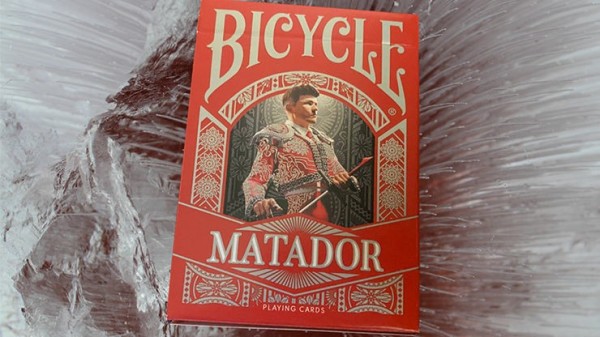 BICYCLE®
MATADOR
PLAYING CARDS